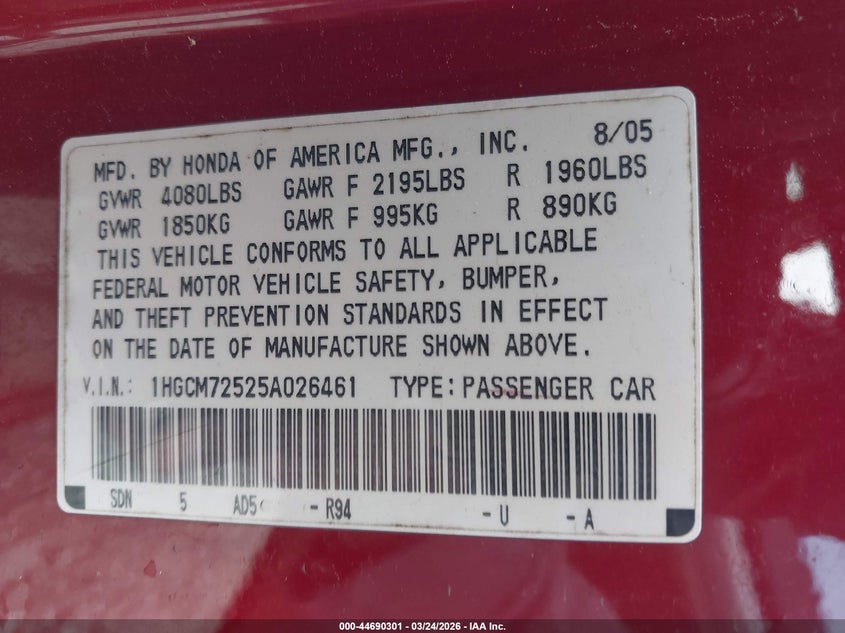 MFD. BY HONDA OF AMERICA MFG., INC. 8/05
GVWR 4080LBS GAWR F 2195LBS R 1960LBS
GVWR 1850KG GAWR F 995KG R 890KG
THIS VEHICLE CONFORMS TO ALL APPLICABLE
FEDERAL MOTOR VEHICLE SAFETY, BUMPER,
AND THEFT PREVENTION STANDARDS IN EFFECT
ON THE DATE OF MANUFACTURE SHOWN ABOVE.
V.I.N.: 1HGCM72525A026461 TYPE: PASSENGER CAR
SDN 5 AD5 - R94 - U - A
000-44690301 - 03/24/2026 - IAA Inc.